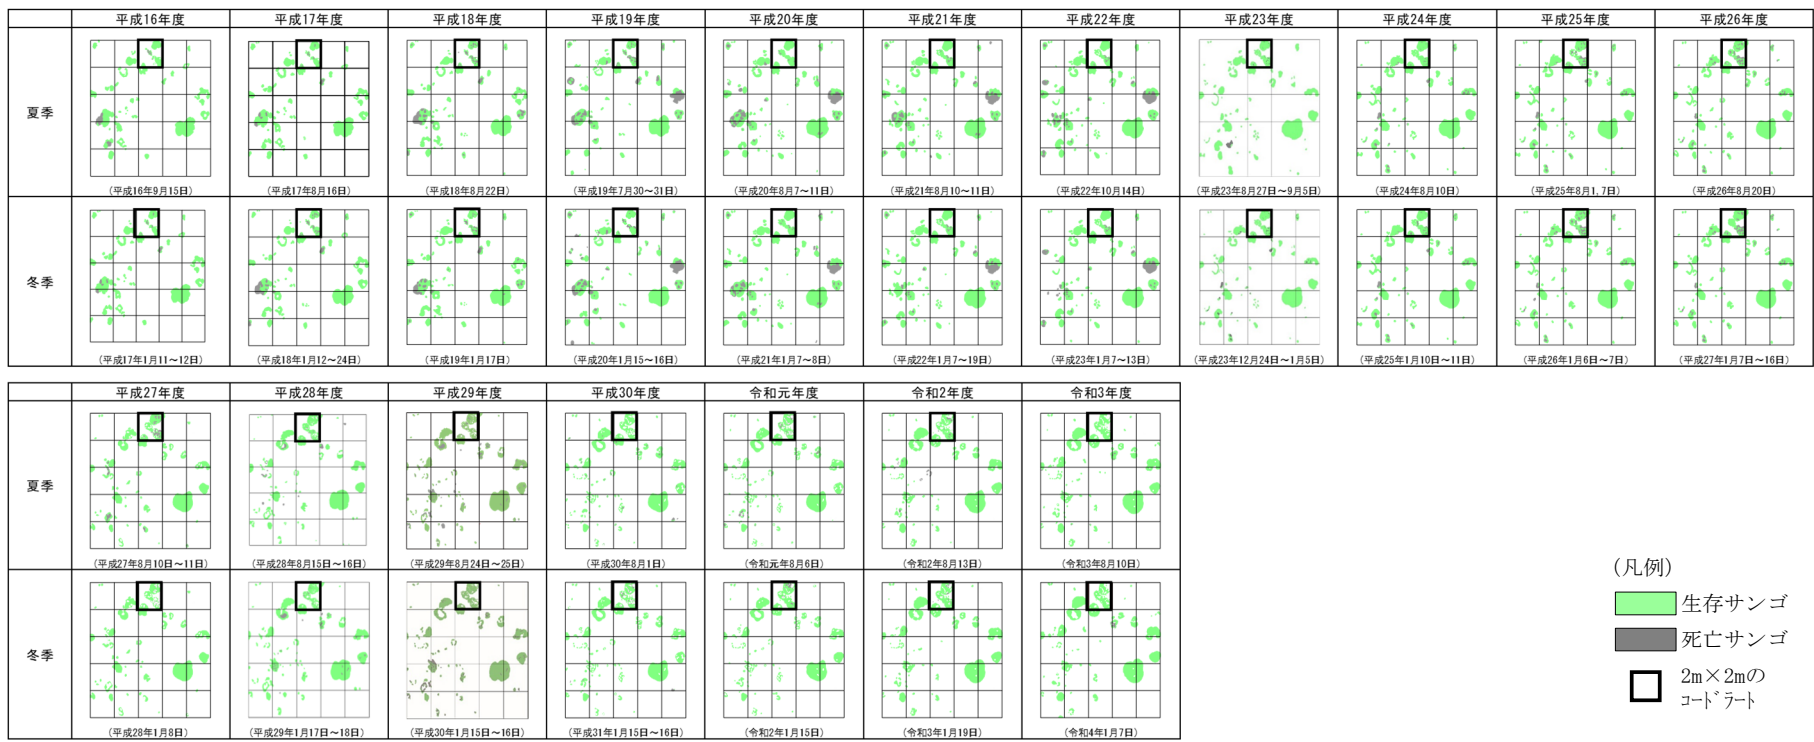 平成16年度 平成17年度 平成18年度 平成19年度 平成20年度 平成21年度 平成22年度 平成23年度 平成24年度 平成25年度 平成26年度
夏季
(平成16年9月15日) (平成17年8月16日) (平成18年8月22日) (平成19年7月30～31日) (平成20年8月7～11日) (平成21年8月10～11日) (平成22年10月14日) (平成23年8月27日～9月5日) (平成24年8月10日) (平成25年8月1,7日) (平成26年8月20日)
冬季
(平成17年1月11～12日) (平成18年1月12～24日) (平成19年1月17日) (平成20年1月15～16日) (平成21年1月7～8日) (平成22年1月7～19日) (平成23年1月7～13日) (平成23年12月24日～1月5日) (平成25年1月10日～11日) (平成26年1月6日～7日) (平成27年1月7日～16日)
平成27年度 平成28年度 平成29年度 平成30年度 令和元年度 令和2年度 令和3年度
夏季
(平成27年8月10日～11日) (平成28年8月15日～16日) (平成29年8月24日～25日) (平成30年8月1日) (令和元年8月6日) (令和2年8月13日) (令和3年8月10日)
冬季
(平成28年1月8日) (平成29年1月17日～18日) (平成30年1月15日～16日) (平成31年1月15日～16日) (令和2年1月15日) (令和3年1月19日) (令和4年1月7日)
(凡例)
生存サンゴ
死亡サンゴ
2m×2mの
ｺｰﾄﾞﾗｰﾄ